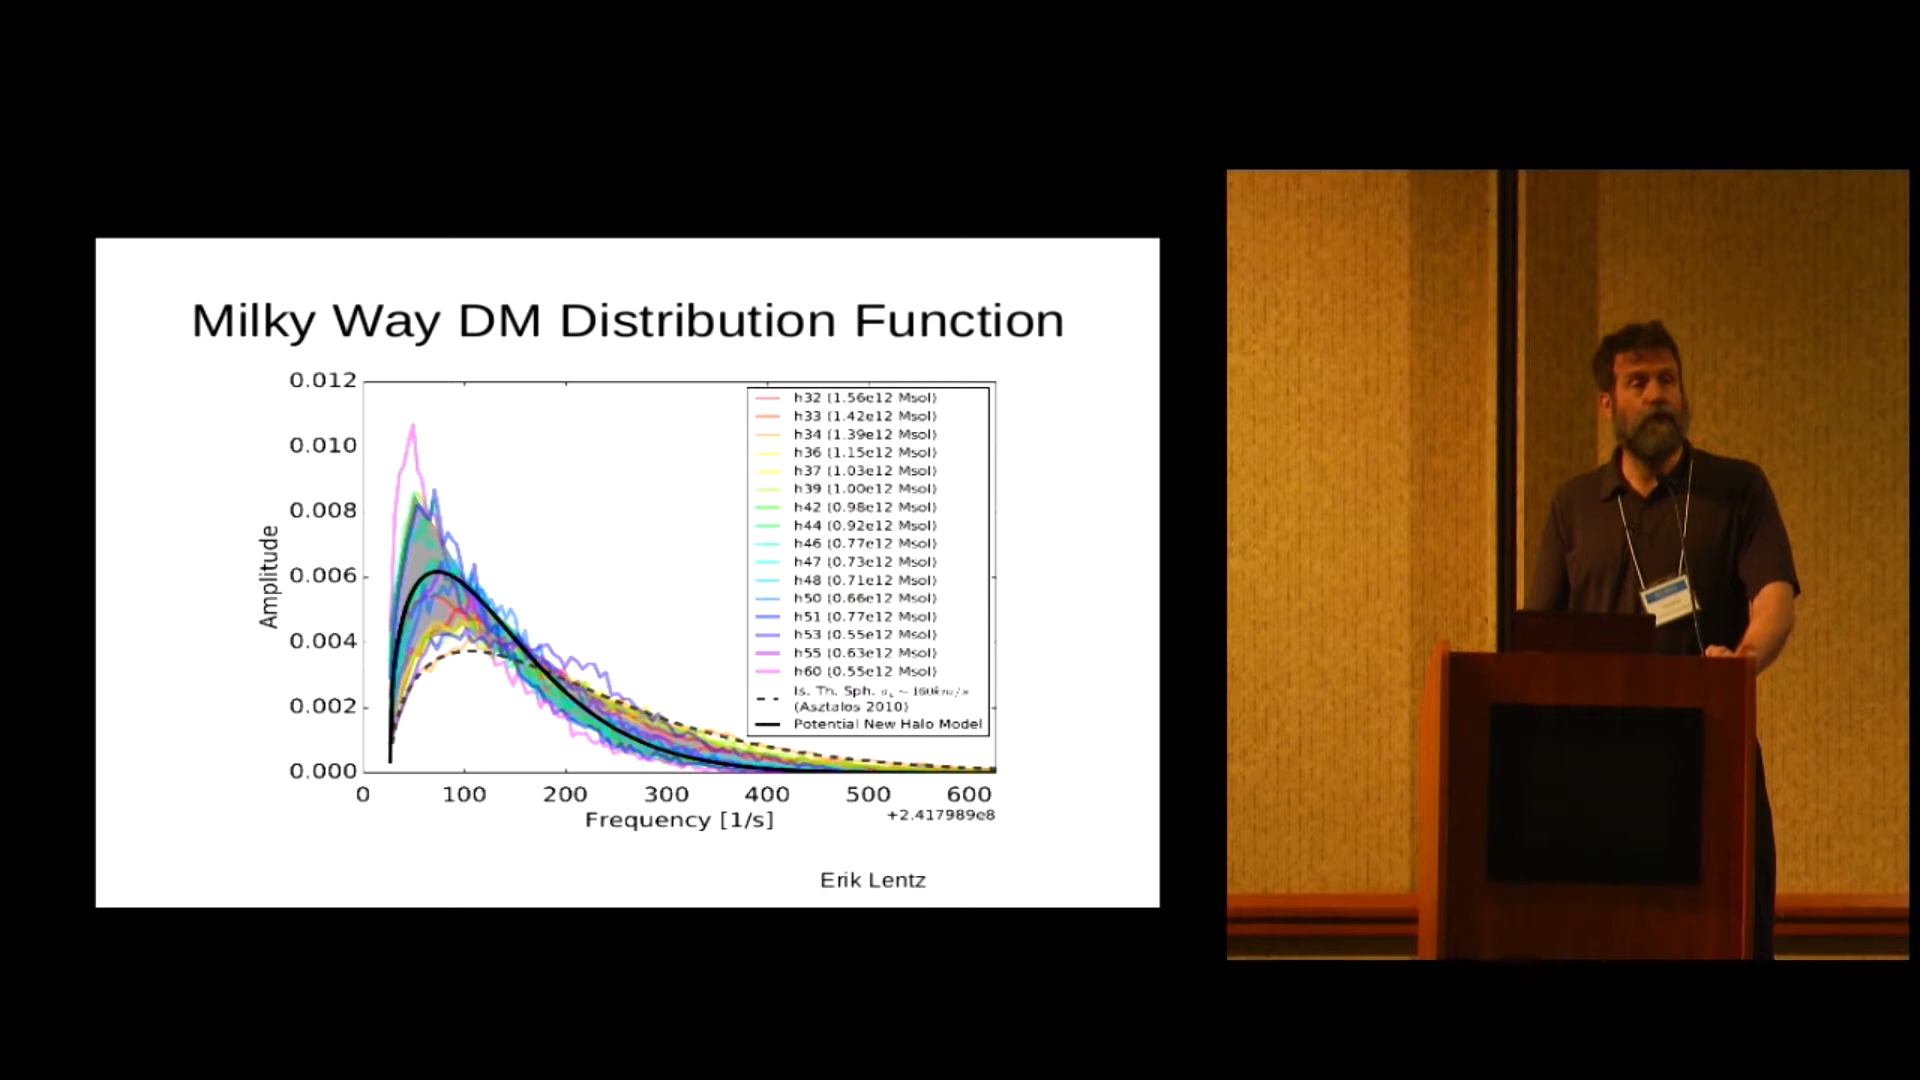 Milky Way DM Distribution Function
0.012
0.010
0.008
0.006
0.004
0.002
0.000
Amplitude
0 100 200 300 400 500 600
Frequency [1/s]
+2.417989e8
h32 (1.56e12 Msol)
h33 (1.42e12 Msol)
h34 (1.39e12 Msol)
h36 (1.15e12 Msol)
h37 (1.03e12 Msol)
h39 (1.00e12 Msol)
h42 (0.98e12 Msol)
h44 (0.92e12 Msol)
h46 (0.77e12 Msol)
h47 (0.73e12 Msol)
h48 (0.71e12 Msol)
h50 (0.66e12 Msol)
h51 (0.77e12 Msol)
h53 (0.55e12 Msol)
h55 (0.63e12 Msol)
h60 (0.55e12 Msol)
Is. Th. Sph. ~ 160km/s
(Asztalos 2010)
Potential New Halo Model
Erik Lentz